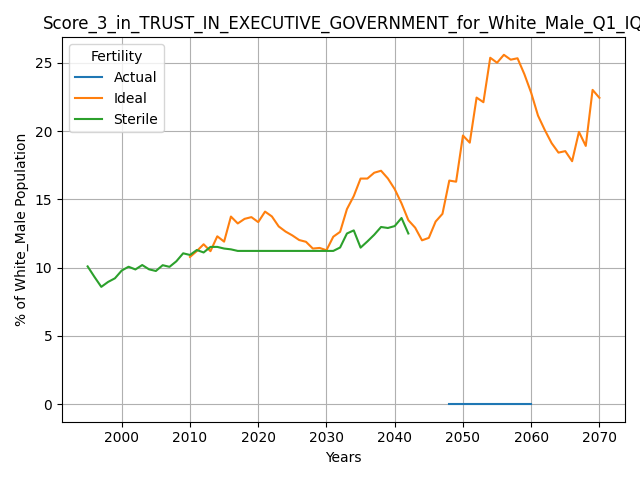 Score_3_in_TRUST_IN_EXECUTIVE_GOVERNMENT_for_White_Male_Q1_IQ
Fertility
Actual
Ideal
Sterile
% of White_Male Population
25
20
15
10
5
0
2000 2010 2020 2030 2040 2050 2060 2070
Years